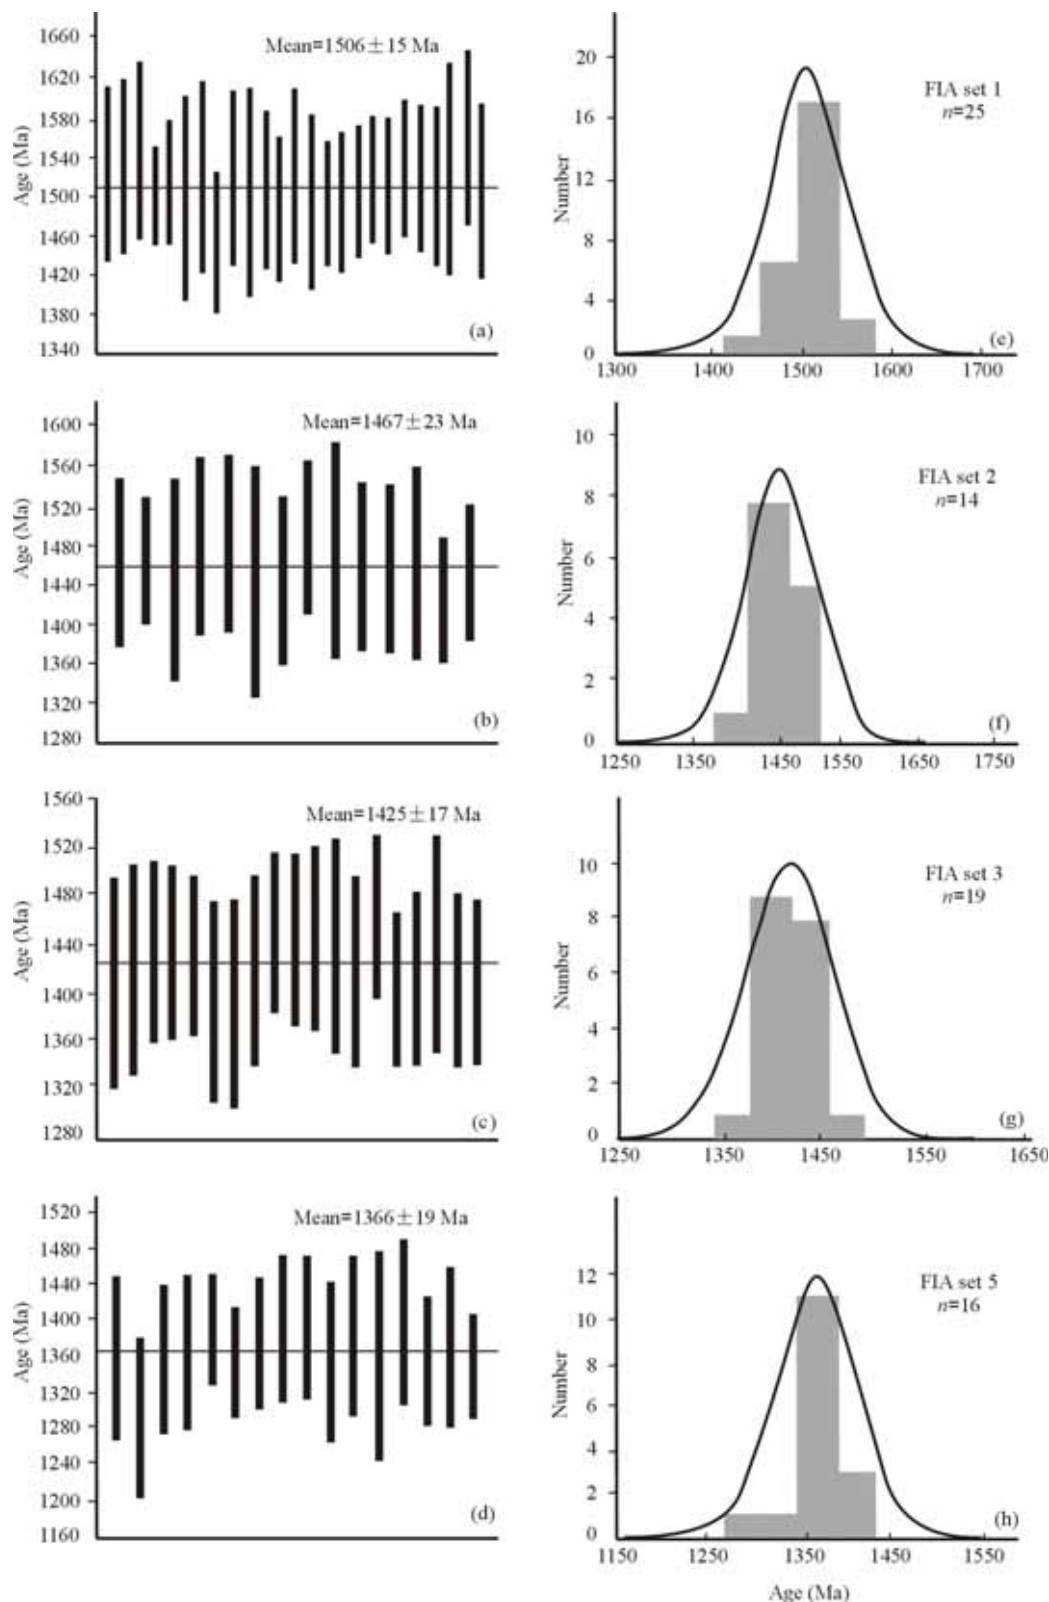 Mean=1506±15 Ma
Age (Ma)
1660
1620
1580
1540
1500
1460
1420
1380
1340
(a)
FIA set 1
n=25
Number
20
16
12
8
4
0
1300 1400 1500 1600 1700
(e)
Mean=1467±23 Ma
Age (Ma)
1600
1560
1520
1480
1440
1400
1360
1320
1280
(b)
FIA set 2
n=14
Number
10
8
6
4
2
0
1250 1350 1450 1550 1650 1750
(f)
Mean=1425±17 Ma
Age (Ma)
1560
1520
1480
1440
1400
1360
1320
1280
(c)
FIA set 3
n=19
Number
10
8
6
4
2
0
1250 1350 1450 1550 1650
(g)
Mean=1366±19 Ma
Age (Ma)
1520
1480
1440
1400
1360
1320
1280
1240
1200
1160
(d)
FIA set 5
n=16
Number
12
10
8
6
4
2
0
1150 1250 1350 1450 1550
(h)
Age (Ma)